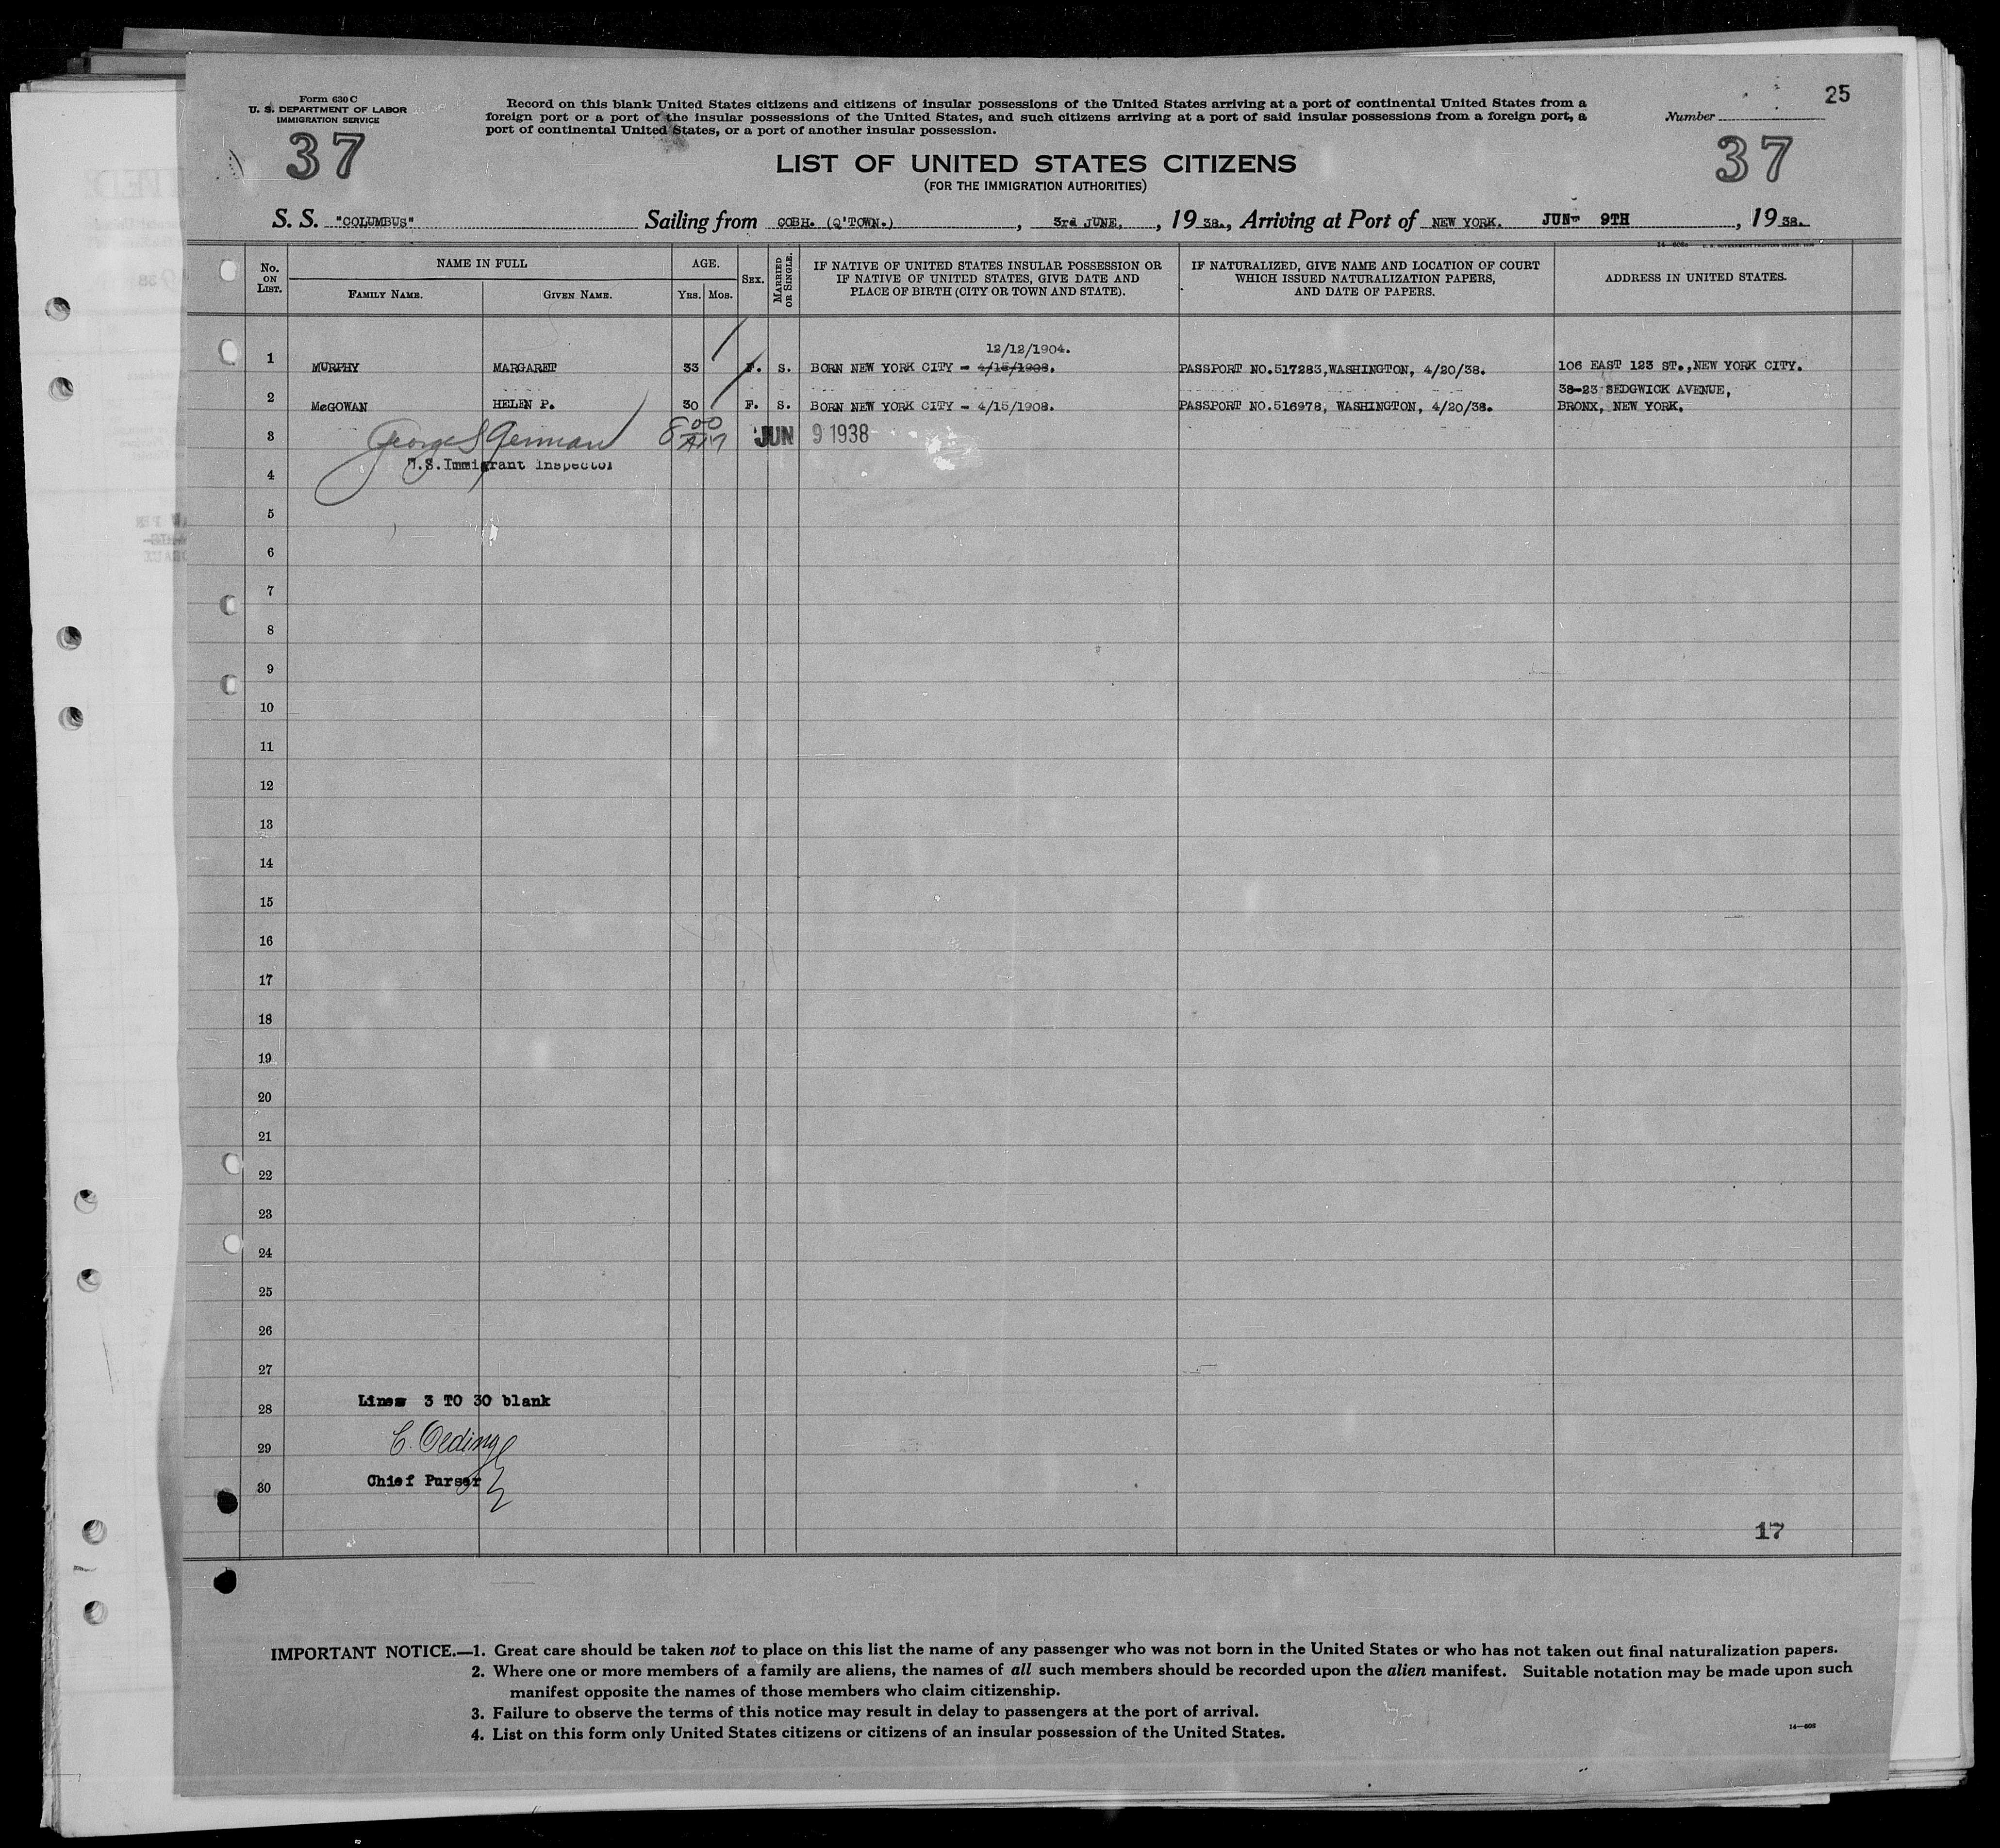 Form 630 C
U. S. DEPARTMENT OF LABOR
IMMIGRATION SERVICE
37
Record on this blank United States citizens and citizens of insular possessions of the United States arriving at a port of continental United States from a
foreign port or a port of the insular possessions of the United States, and such citizens arriving at a port of said insular possessions from a foreign port, a
port of continental United States, or a port of another insular possession.
25
Number
37
LIST OF UNITED STATES CITIZENS
(FOR THE IMMIGRATION AUTHORITIES)
S. S. "COLUMBUS" Sailing from COBH. (Q'TOWN.), 3rd JUNE., 1938., Arriving at Port of NEW YORK. JUNE 9TH, 1938.
No. ON LIST. NAME IN FULL AGE. SEX. MARRIED OR SINGLE. IF NATIVE OF UNITED STATES INSULAR POSSESSION OR IF NATIVE OF UNITED STATES, GIVE DATE AND PLACE OF BIRTH (CITY OR TOWN AND STATE). IF NATURALIZED, GIVE NAME AND LOCATION OF COURT WHICH ISSUED NATURALIZATION PAPERS, AND DATE OF PAPERS. ADDRESS IN UNITED STATES.
FAMILY NAME. GIVEN NAME. YRS. MOS.
12/12/1904.
1 MURPHY MARGARET 33 F. S. BORN NEW YORK CITY - 4/15/1908. PASSPORT NO.517283,WASHINGTON, 4/20/38. 106 EAST 123 ST.,NEW YORK CITY.
38-23 SEDGWICK AVENUE,
2 McGOWAN HELEN P. 30 F. S. BORN NEW YORK CITY - 4/15/1908. PASSPORT NO.516978, WASHINGTON, 4/20/38. BRONX, NEW YORK.
3 George S German 8 00 AM JUN 9 1938
U.S.Immigrant Inspector
4
5
6
7
8
9
10
11
12
13
14
15
16
17
18
19
20
21
22
23
24
25
26
27
Lines 3 TO 30 blank
28
29 C. Oeding
Chief Purser
30
17
IMPORTANT NOTICE.—1. Great care should be taken not to place on this list the name of any passenger who was not born in the United States or who has not taken out final naturalization papers.
2. Where one or more members of a family are aliens, the names of all such members should be recorded upon the alien manifest. Suitable notation may be made upon such
manifest opposite the names of those members who claim citizenship.
3. Failure to observe the terms of this notice may result in delay to passengers at the port of arrival.
4. List on this form only United States citizens or citizens of an insular possession of the United States.